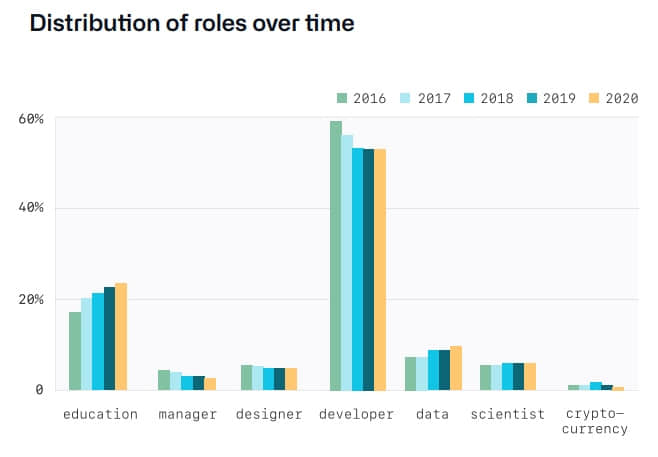 Distribution of roles over time
2016 2017 2018 2019 2020
60%
40%
20%
0
education manager designer developer data scientist crypto–
currency